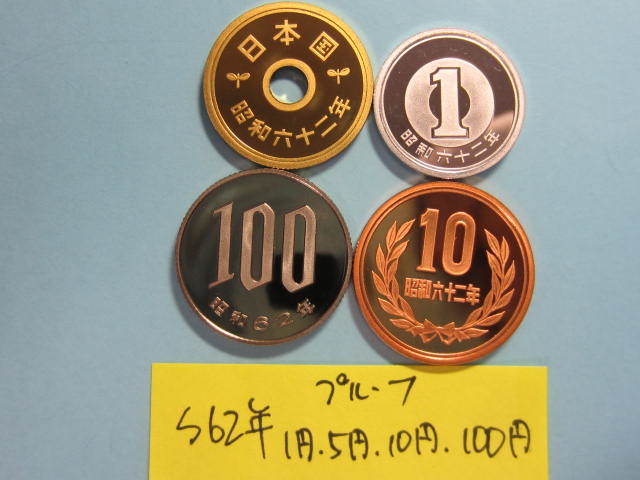 日本国
昭和六十二年
1
昭和六十二年
100
昭和62年
10
昭和六十二年
プルーフ
S62年 1円.5円.10円.100円